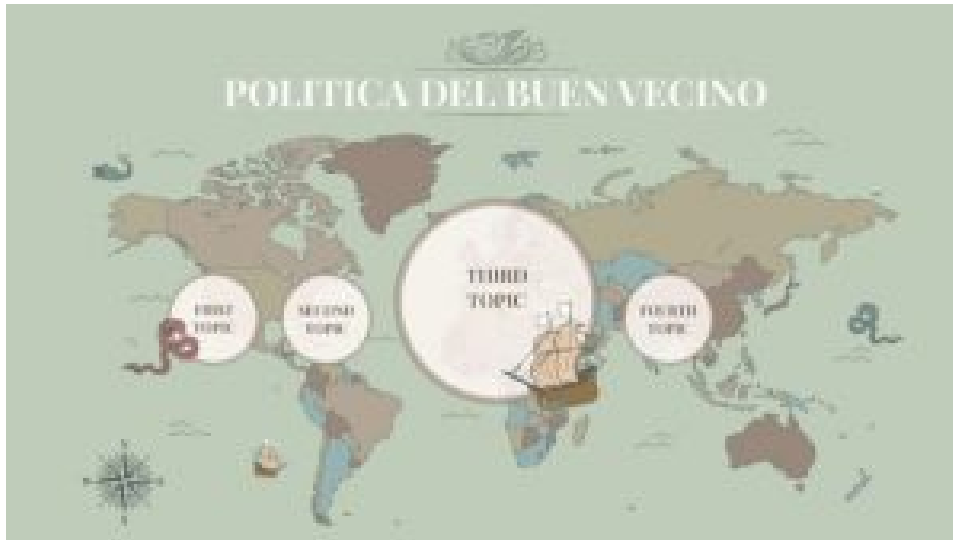 POLITICA DEL BUEN VECINO
THIRD
TOPIC
FIRST
TOPIC
SECOND
TOPIC
FOURTH
TOPIC